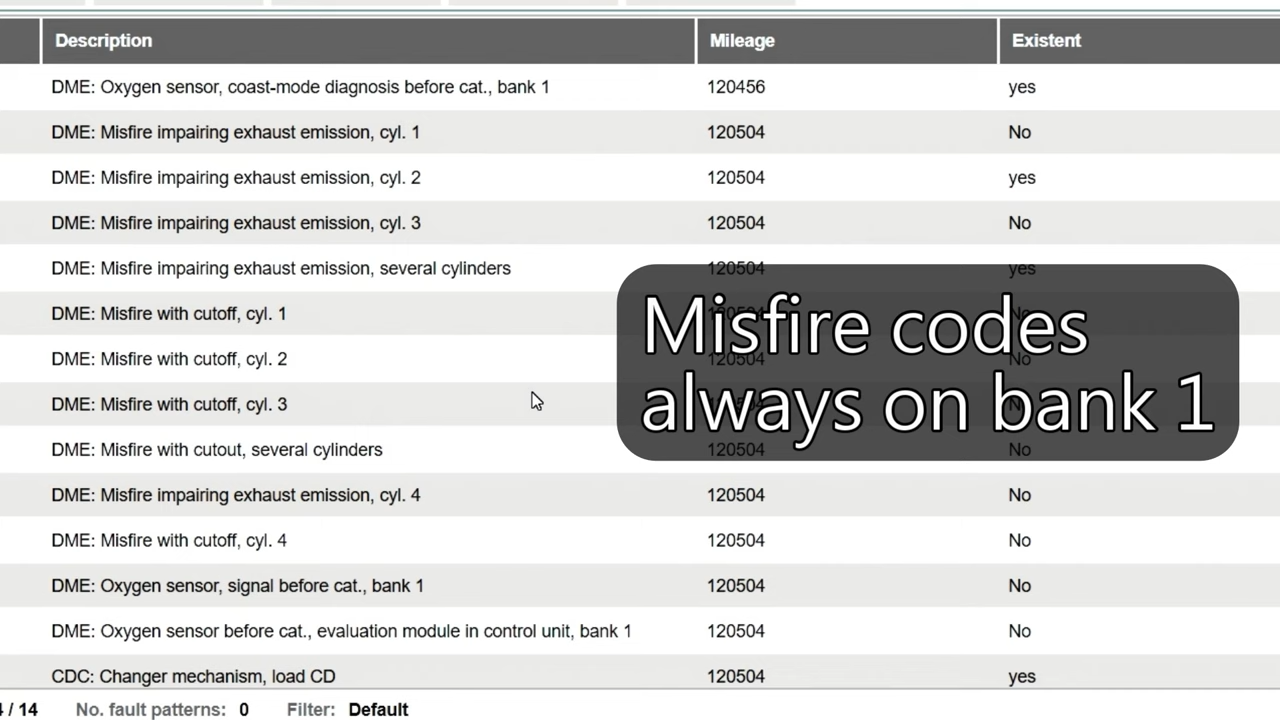 Description Mileage Existent
DME: Oxygen sensor, coast-mode diagnosis before cat., bank 1 120456 yes
DME: Misfire impairing exhaust emission, cyl. 1 120504 No
DME: Misfire impairing exhaust emission, cyl. 2 120504 yes
DME: Misfire impairing exhaust emission, cyl. 3 120504 No
DME: Misfire impairing exhaust emission, several cylinders 120504 yes
DME: Misfire with cutoff, cyl. 1
DME: Misfire with cutoff, cyl. 2 120504 No
DME: Misfire with cutoff, cyl. 3
DME: Misfire with cutout, several cylinders 120504 No
Misfire codes
always on bank 1
DME: Misfire impairing exhaust emission, cyl. 4 120504 No
DME: Misfire with cutoff, cyl. 4 120504 No
DME: Oxygen sensor, signal before cat., bank 1 120504 No
DME: Oxygen sensor before cat., evaluation module in control unit, bank 1 120504 No
CDC: Changer mechanism, load CD 120504 yes
/ 14 No. fault patterns: 0 Filter: Default